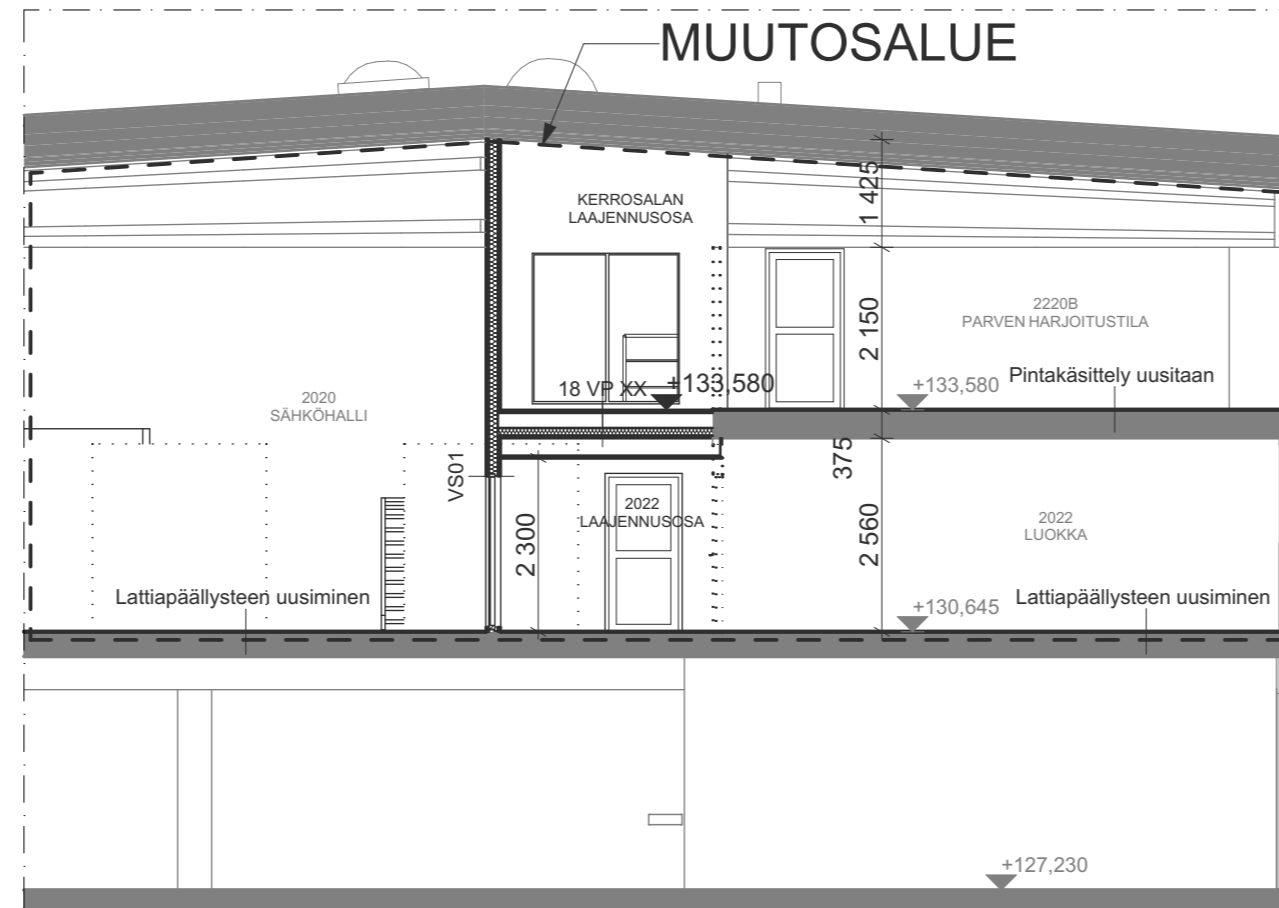 MUUTOSALUE
KERROSALAN
LAAJENNUSOSA
1 425
2220B
PARVEN HARJOITUSTILA
2 150
18 VP XX
+133,580
+133,580
Pintakäsittely uusitaan
2020
SÄHKÖHALLI
VS01
375
2022
LAAJENNUSOSA
2 300
2 560
2022
LUOKKA
Lattiapäällysteen uusiminen
+130,645
Lattiapäällysteen uusiminen
+127,230